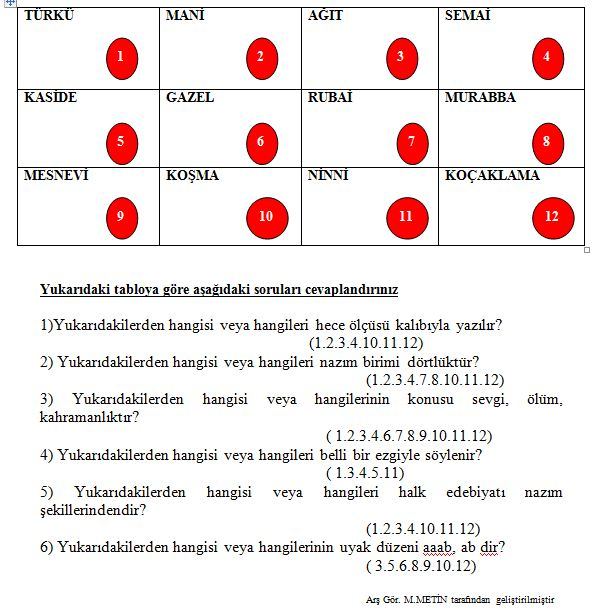 TÜRKÜ MANİ AĞIT SEMAİ
1 2 3 4
KASİDE GAZEL RUBAİ MURABBA
5 6 7 8
MESNEVİ KOŞMA NİNNİ KOÇAKLAMA
9 10 11 12
Yukarıdaki tabloya göre aşağıdaki soruları cevaplandırınız
1)Yukarıdakilerden hangisi veya hangileri hece ölçüsü kalıbıyla yazılır?
(1.2.3.4.10.11.12)
2) Yukarıdakilerden hangisi veya hangileri nazım birimi dörtlüktür?
(1.2.3.4.7.8.10.11.12)
3) Yukarıdakilerden hangisi veya hangilerinin konusu sevgi, ölüm,
kahramanlıktır?
( 1.2.3.4.6.7.8.9.10.11.12)
4) Yukarıdakilerden hangisi veya hangileri belli bir ezgiyle söylenir?
( 1.3.4.5.11)
5) Yukarıdakilerden hangisi veya hangileri halk edebiyatı nazım
şekillerindendir?
(1.2.3.4.10.11.12)
6) Yukarıdakilerden hangisi veya hangilerinin uyak düzeni aaab, ab dir?
( 3.5.6.8.9.10.12)
Arş Gör. M.METİN tarafından geliştirilmiştir